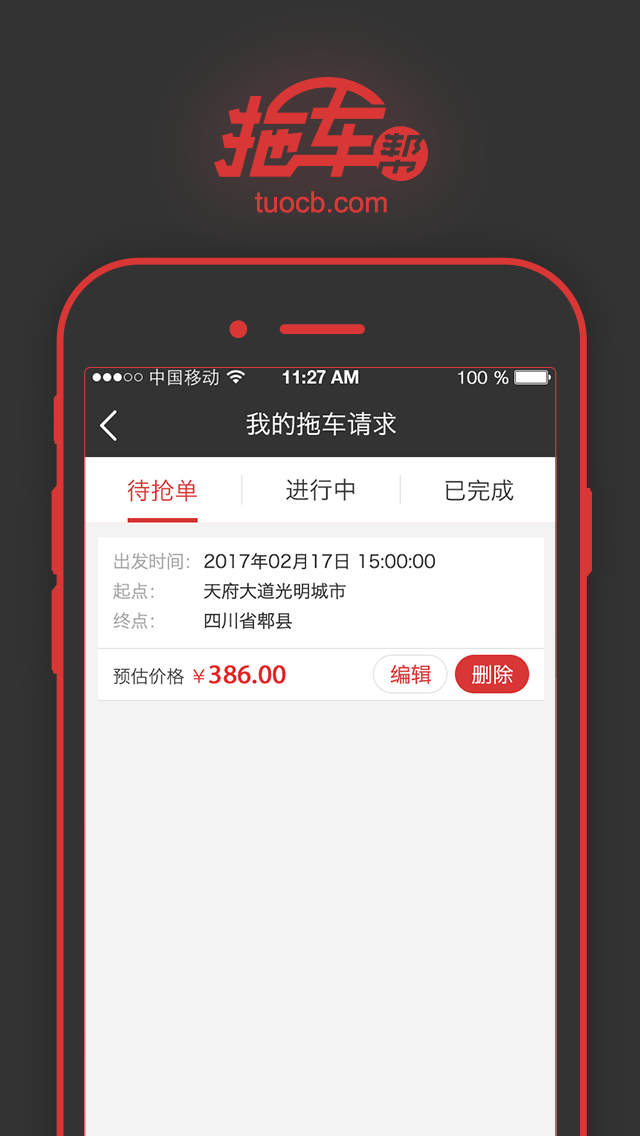 拖车帮
tuocb.com
中国移动 11:27 AM 100 %
我的拖车请求
待抢单 进行中 已完成
出发时间: 2017年02月17日 15:00:00
起点: 天府大道光明城市
终点: 四川省郫县
预估价格 ¥386.00 编辑 删除